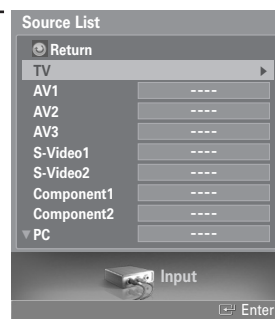 Source List
Return
TV
AV1 ----
AV2 ----
AV3 ----
S-Video1 ----
S-Video2 ----
Component1 ----
Component2 ----
PC ----
Input
Enter